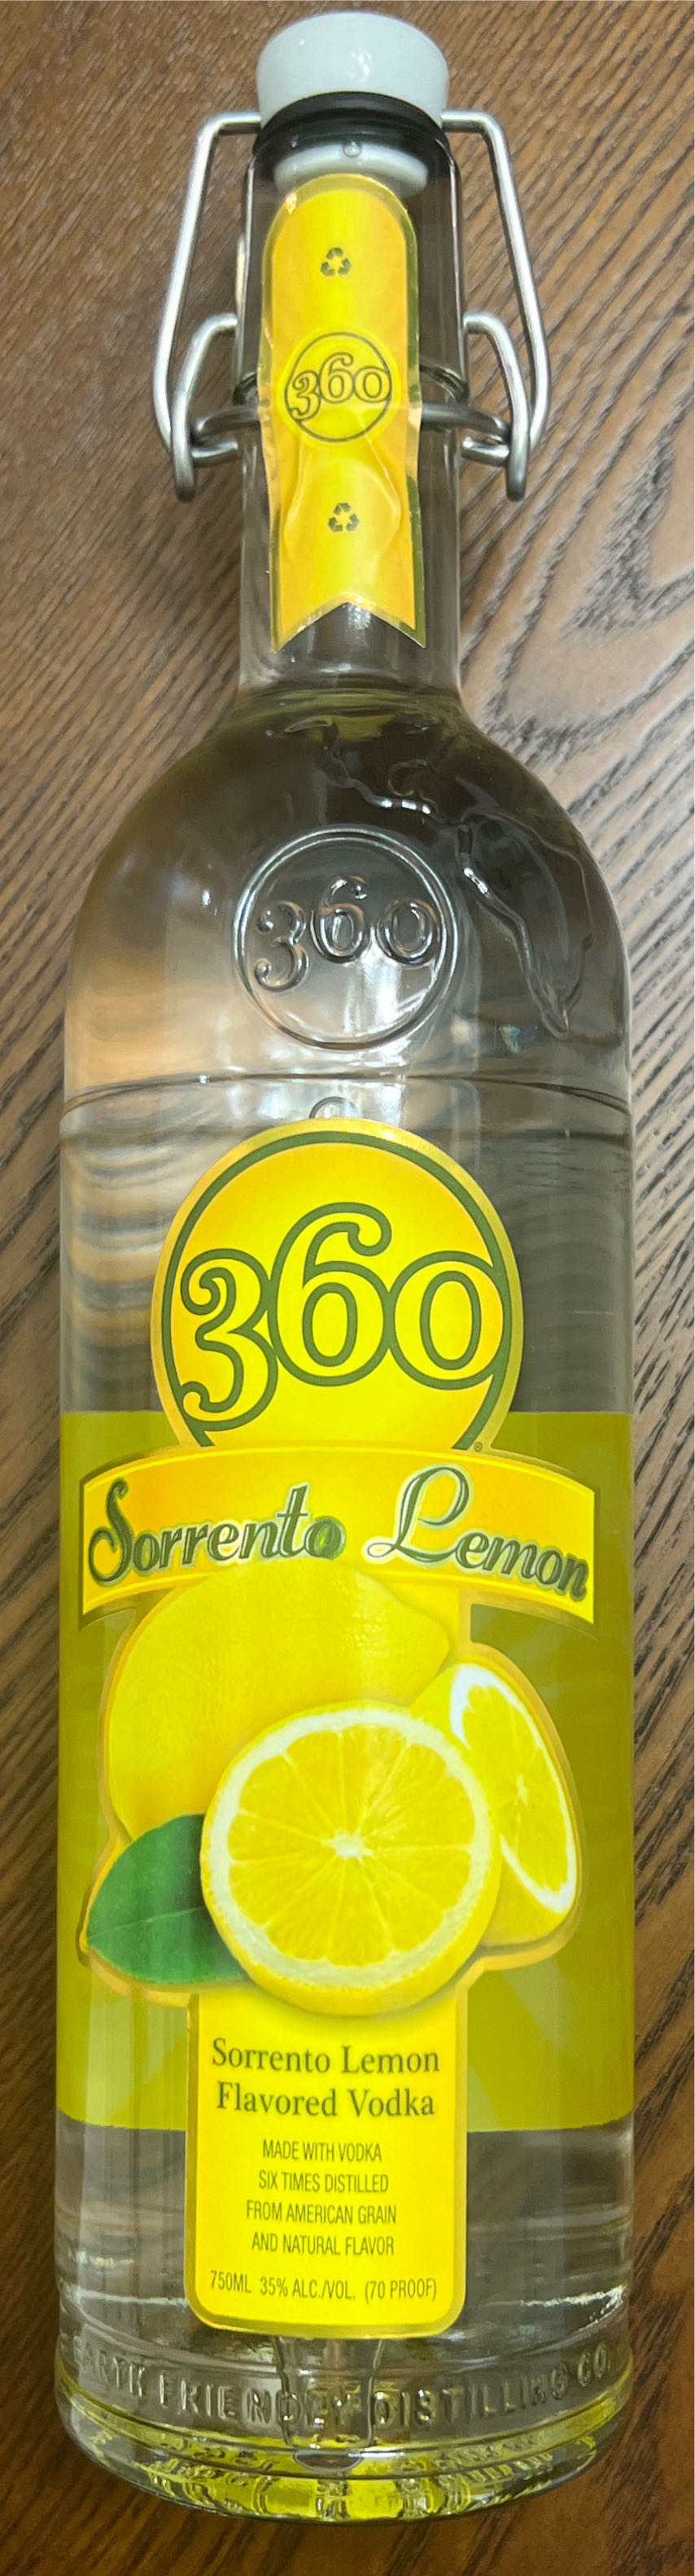 360
360
360
®
Sorrento Lemon
Sorrento Lemon
Flavored Vodka
MADE WITH VODKA
SIX TIMES DISTILLED
FROM AMERICAN GRAIN
AND NATURAL FLAVOR
750ML 35% ALC./VOL. (70 PROOF)
EARTH FRIENDLY DISTILLING CO.